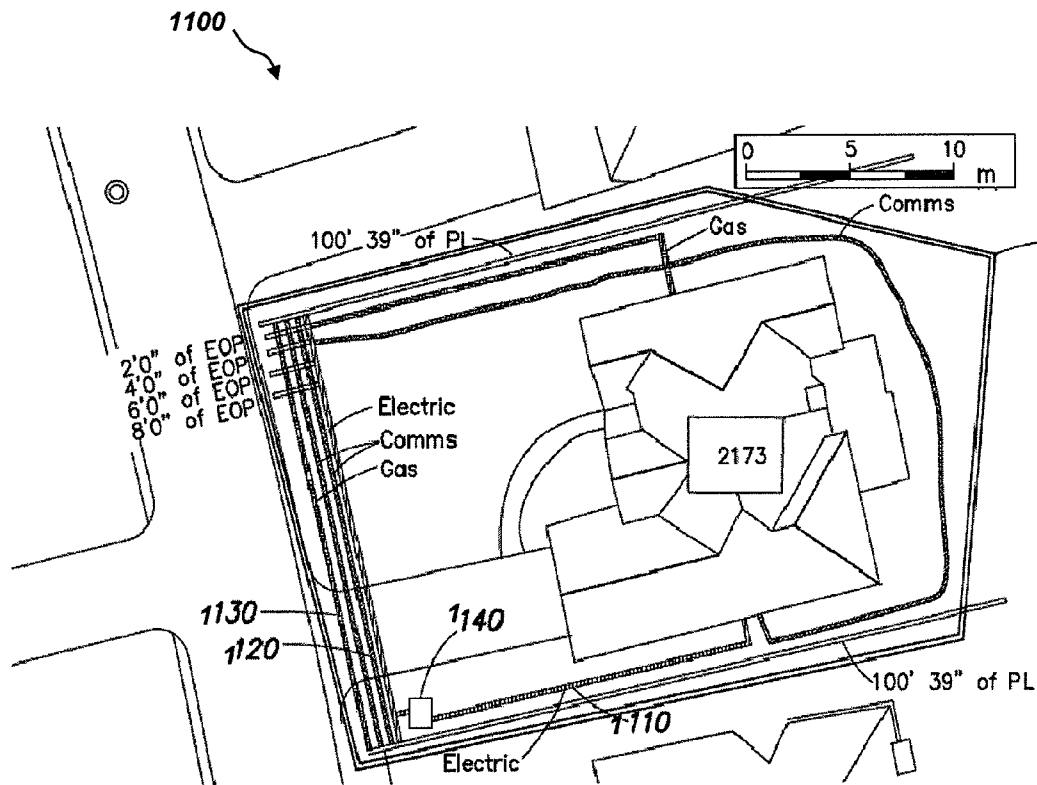 1100
0 5 10
m
Comms
Gas
100' 39" of PL
2'0" of EOP
4'0" of EOP
6'0" of EOP
8'0" of EOP
Electric
Comms
Gas
2173
1130
1120
1140
100' 39" of PL
1110
Electric